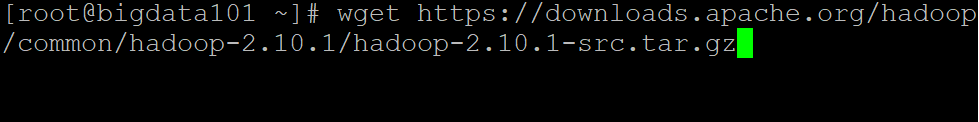 [root@bigdata101 ~]# wget https://downloads.apache.org/hadoop
/common/hadoop-2.10.1/hadoop-2.10.1-src.tar.gz